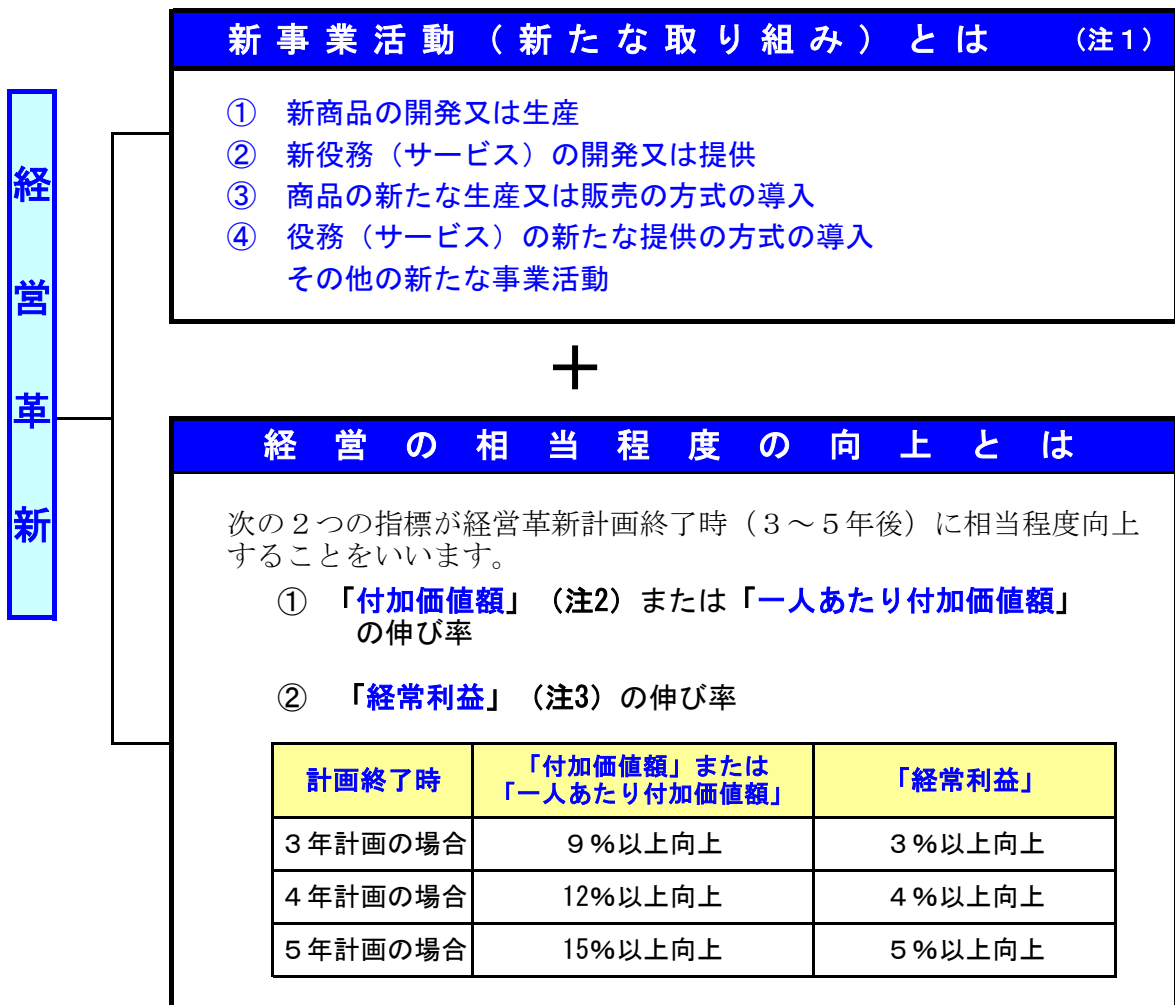 経営革新
新事業活動(新たな取り組み)とは (注1)
① 新商品の開発又は生産
② 新役務(サービス)の開発又は提供
③ 商品の新たな生産又は販売の方式の導入
④ 役務(サービス)の新たな提供の方式の導入
その他の新たな事業活動
+
経営の相当程度の向上とは
次の2つの指標が経営革新計画終了時(3~5年後)に相当程度向上
することをいいます。
① 「付加価値額」(注2)または「一人あたり付加価値額」
の伸び率
② 「経常利益」(注3)の伸び率
計画終了時 「付加価値額」または 「経常利益」
「一人あたり付加価値額」
3年計画の場合 9%以上向上 3%以上向上
4年計画の場合 12%以上向上 4%以上向上
5年計画の場合 15%以上向上 5%以上向上